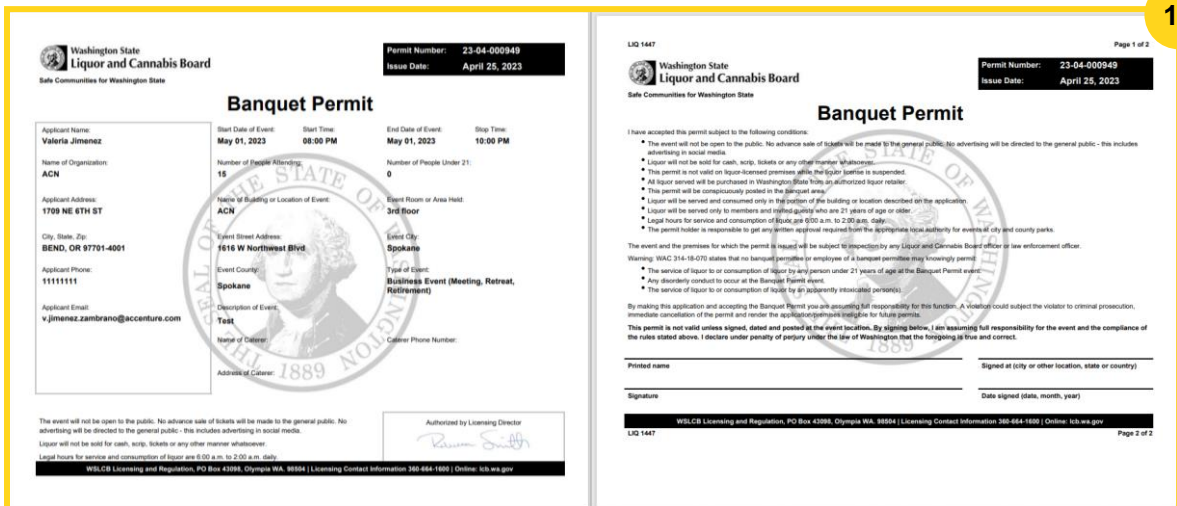 1
Washington State
Liquor and Cannabis Board
Safe Communities for Washington State
Permit Number: 23-04-000949
Issue Date: April 25, 2023
Banquet Permit
Applicant Name:
Valeria Jimenez
Name of Organization:
ACN
Applicant Address:
1709 NE 6TH ST
City, State, Zip:
BEND, OR 97701-4001
Applicant Phone:
11111111
Applicant Email:
v.jimenez.zambrano@accenture.com
Start Date of Event: Start Time: End Date of Event: Stop Time:
May 01, 2023 08:00 PM May 01, 2023 10:00 PM
Number of People Attending: Number of People Under 21:
15 0
Name of Building or Location of Event: Event Room or Area Held:
ACN 3rd floor
Event Street Address: Event City:
1616 W Northwest Blvd Spokane
Event County: Type of Event:
Spokane Business Event (Meeting, Retreat, Retirement)
Description of Event:
Test
Name of Caterer: Caterer Phone Number:
Address of Caterer:
THE SEAL OF THE STATE OF WASHINGTON
1889
The event will not be open to the public. No advance sale of tickets will be made to the general public. No
advertising will be directed to the general public - this includes advertising in social media.
Liquor will not be sold for cash, scrip, tickets or any other manner whatsoever.
Legal hours for service and consumption of liquor are 6:00 a.m. to 2:00 a.m. daily.
Authorized by Licensing Director
WSLCB Licensing and Regulation, PO Box 43098, Olympia WA. 98504 | Licensing Contact Information 360-664-1600 | Online: lcb.wa.gov
LIQ 1447 Page 1 of 2
Washington State
Liquor and Cannabis Board
Safe Communities for Washington State
Permit Number: 23-04-000949
Issue Date: April 25, 2023
Banquet Permit
I have accepted this permit subject to the following conditions:
• The event will not be open to the public. No advance sale of tickets will be made to the general public. No advertising will be directed to the general public - this includes
advertising in social media.
• Liquor will not be sold for cash, scrip, tickets or any other manner whatsoever.
• This permit is not valid on liquor-licensed premises while the liquor license is suspended.
• All liquor served will be purchased in Washington State from an authorized liquor retailer.
• This permit will be conspicuously posted in the banquet area.
• Liquor will be served and consumed only in the portion of the building or location described on the application.
• Liquor will be served only to members and invited guests who are 21 years of age or older.
• Legal hours for service and consumption of liquor are 6:00 a.m. to 2:00 a.m. daily.
• The permit holder is responsible to get any written approval required from the appropriate local authority for events at city and county parks.
The event and the premises for which the permit is issued will be subject to inspection by any Liquor and Cannabis Board officer or law enforcement officer.
Warning: WAC 314-18-070 states that no banquet permittee or employee of a banquet permittee may knowingly permit:
• The service of liquor to or consumption of liquor by any person under 21 years of age at the Banquet Permit event.
• Any disorderly conduct to occur at the Banquet Permit event.
• The service of liquor to or consumption of liquor by an apparently intoxicated person(s).
By making this application and accepting the Banquet Permit you are assuming full responsibility for this function. A violation could subject the violator to criminal prosecution,
immediate cancellation of the permit and render the application/premises ineligible for future permits.
This permit is not valid unless signed, dated and posted at the event location. By signing below, I am assuming full responsibility for the event and the compliance of
the rules stated above. I declare under penalty of perjury under the law of Washington that the foregoing is true and correct.
THE SEAL OF THE STATE OF WASHINGTON
1889
Printed name Signed at (city or other location, state or country)
Signature Date signed (date, month, year)
WSLCB Licensing and Regulation, PO Box 43098, Olympia WA. 98504 | Licensing Contact Information 360-664-1600 | Online: lcb.wa.gov
LIQ 1447 Page 2 of 2